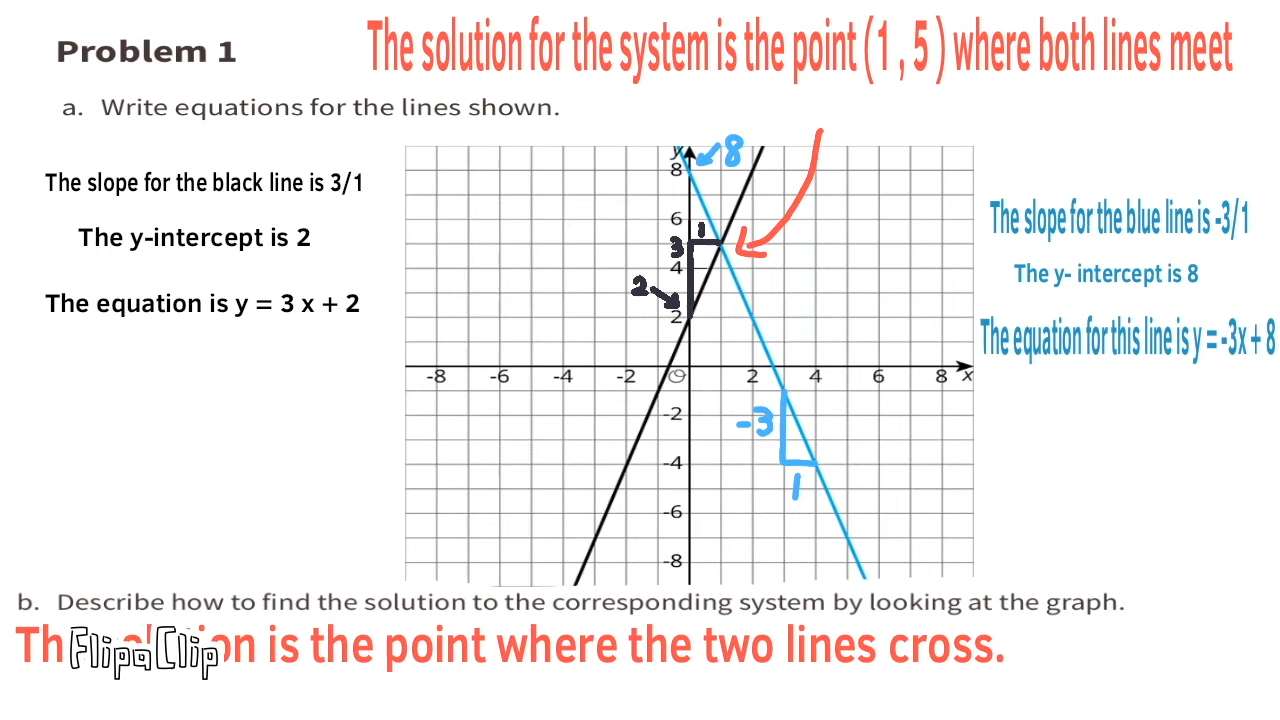 Problem 1
The solution for the system is the point (1 , 5 ) where both lines meet
a. Write equations for the lines shown.
The slope for the black line is 3/1
The y-intercept is 2
The equation is y = 3 x + 2
y
8
8
6
1
3
4
2
2
-8 -6 -4 -2 O 2 4 6 8 x
-2
-3
-4
1
-6
-8
The slope for the blue line is -3/1
The y- intercept is 8
The equation for this line is y = -3x + 8
b. Describe how to find the solution to the corresponding system by looking at the graph.
is the point where the two lines cross.
FlipaClip